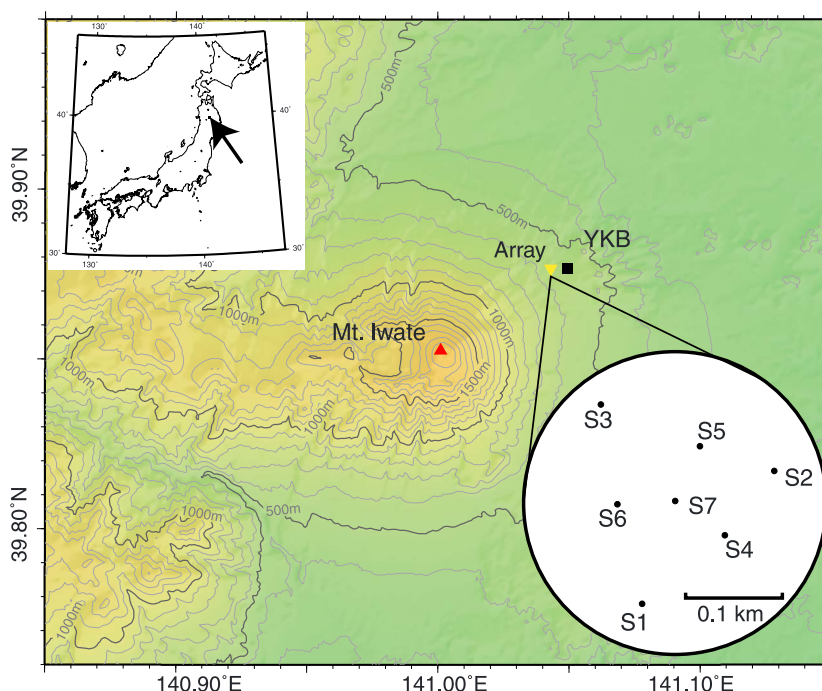 130˚
140˚
40˚
40˚
30˚
30˚
130˚
140˚
500m
39.90˚N
500m
Array
YKB
1000m
1000m
Mt. Iwate
1500m
1000m
1000m
S3
S5
S2
S6
S7
S4
S1
0.1 km
500m
1000m
1000m
39.80˚N
140.90˚E
141.00˚E
141.10˚E